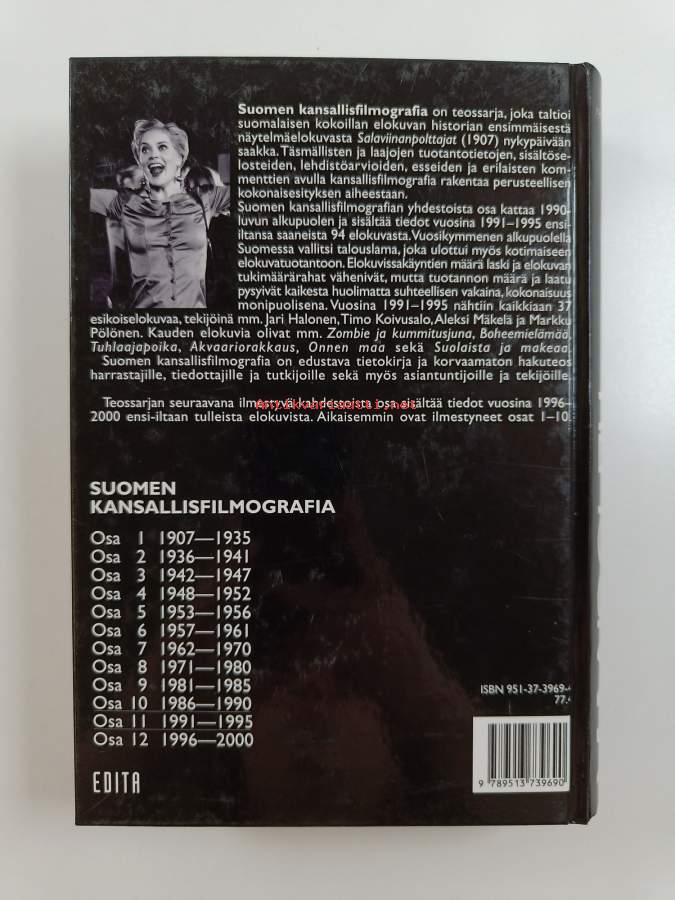 Suomen kansallisfilmografia on teossarja, joka taltioi
suomalaisen kokoillan elokuvan historian ensimmäisestä
näytelmäelokuvasta Salaviinanpolttajat (1907) nykypäivään
saakka. Täsmällisten ja laajojen tuotantotietojen, sisältöse-
losteiden, lehdistöarvioiden, esseiden ja erilaisten kom-
menttien avulla kansallisfilmografia rakentaa perusteellisen
kokonaisesityksen aiheestaan.
Suomen kansallisfilmografian yhdestoista osa kattaa 1990-
luvun alkupuolen ja sisältää tiedot vuosina 1991–1995 ensi-
iltansa saaneista 94 elokuvasta. Vuosikymmenen alkupuolella
Suomessa vallitsi talouslama, joka ulottui myös kotimaiseen
elokuvatuotantoon. Elokuvissakäyntien määrä laski ja elokuvan
tukimäärärahat vähenivät, mutta tuotannon määrä ja laatu
pysyivät kaikesta huolimatta suhteellisen vakaina, kokonaisuus
monipuolisena. Vuosina 1991–1995 nähtiin kaikkiaan 37
esikoiselokuvaa, tekijöinä mm. Jari Halonen, Timo Koivusalo, Aleksi Mäkelä ja Markku
Pölönen. Kauden elokuvia olivat mm. Zombie ja kummitusjuna, Boheemielämää,
Tuhlaajapoika, Akvaariorakkaus, Onnen maa sekä Suolaista ja makeaa.
Suomen kansallisfilmografia on edustava tietokirja ja korvaamaton hakuteos
harrastajille, tiedottajille ja tutkijoille sekä myös asiantuntijoille ja tekijöille.
Teossarjan seuraavana ilmestyvä kahdestoista osa sisältää tiedot vuosina 1996–
Antikvariaatti.net
2000 ensi-iltaan tulleista elokuvista. Aikaisemmin ovat ilmestyneet osat 1–10.
SUOMEN
KANSALLISFILMOGRAFIA
Osa 1 1907—1935
Osa 2 1936—1941
Osa 3 1942—1947
Osa 4 1948—1952
Osa 5 1953—1956
Osa 6 1957—1961
Osa 7 1962—1970
Osa 8 1971—1980
Osa 9 1981—1985
Osa 10 1986—1990
Osa 11 1991—1995
Osa 12 1996—2000
ISBN 951-37-3969-
77.
9 789513 739690
EDITA